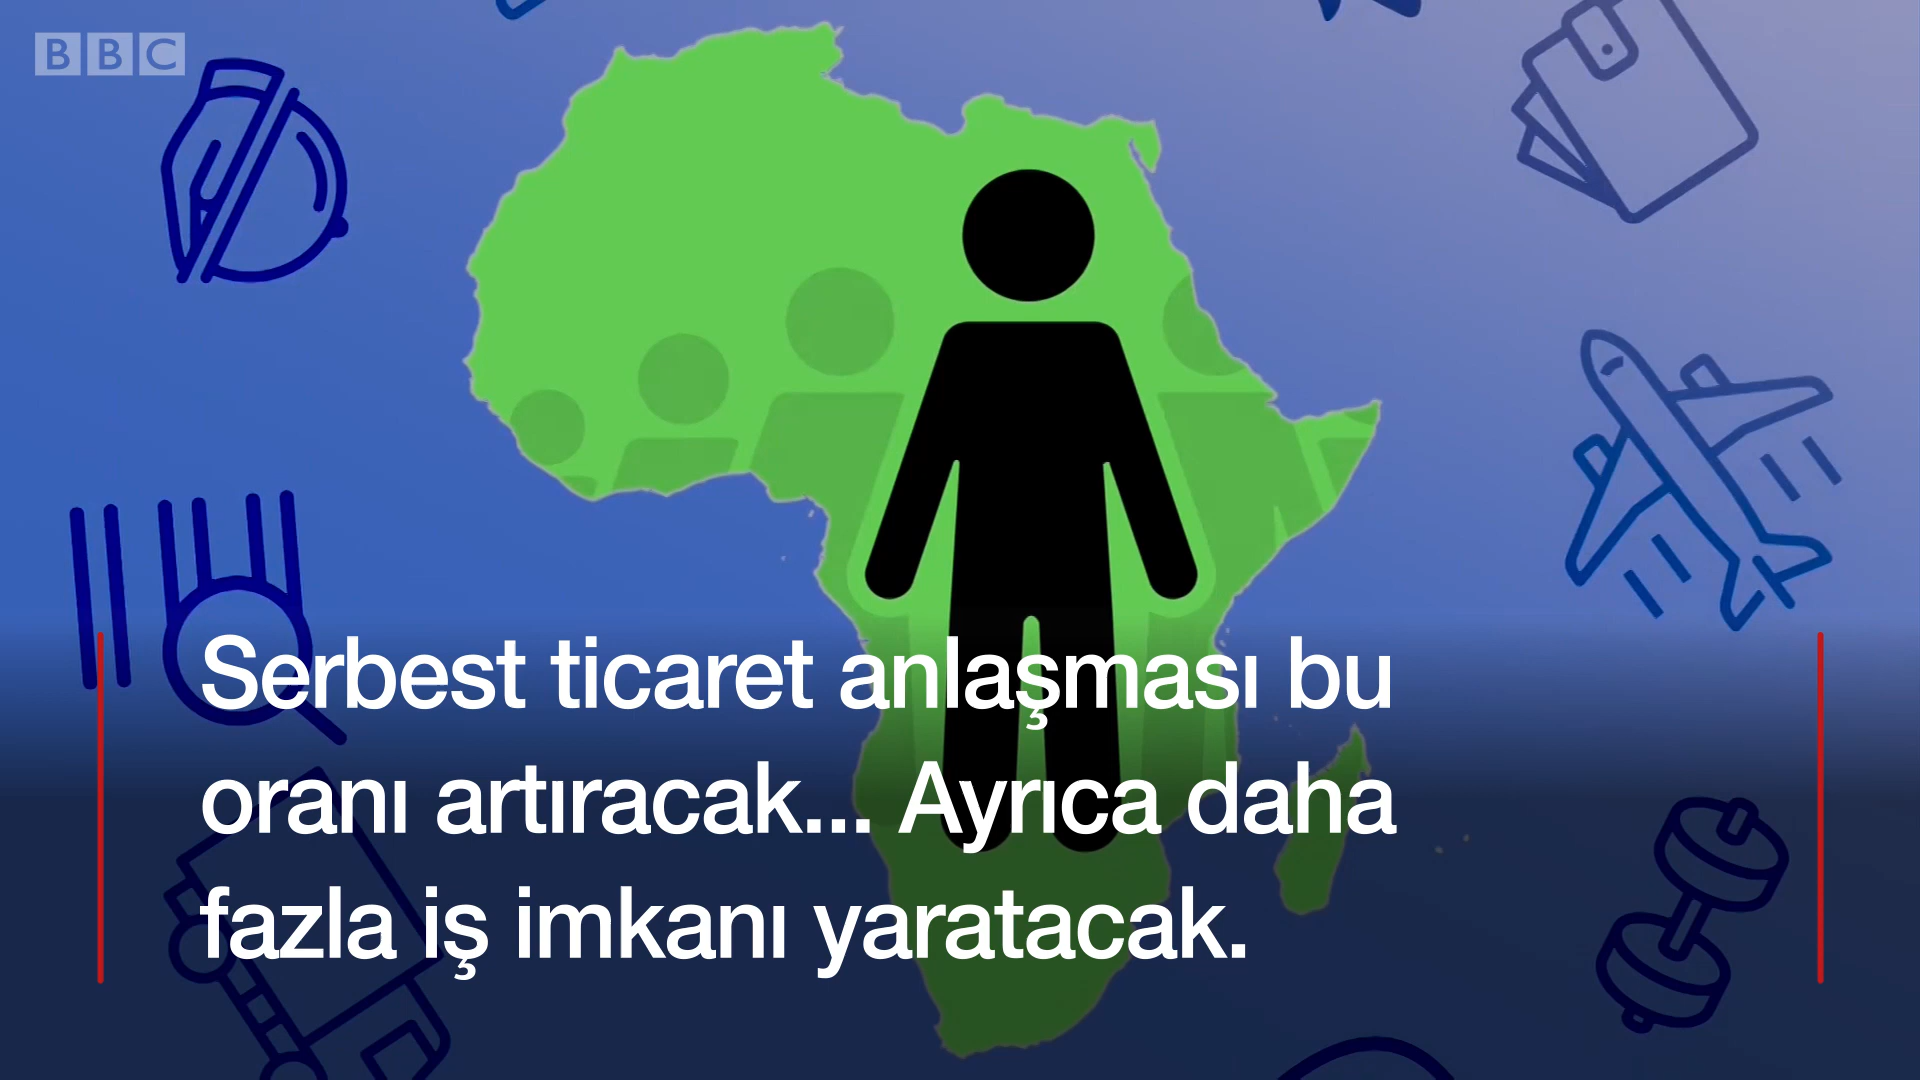 BBC
Serbest ticaret anlaşması bu
oranı artıracak... Ayrıca daha
fazla iş imkanı yaratacak.